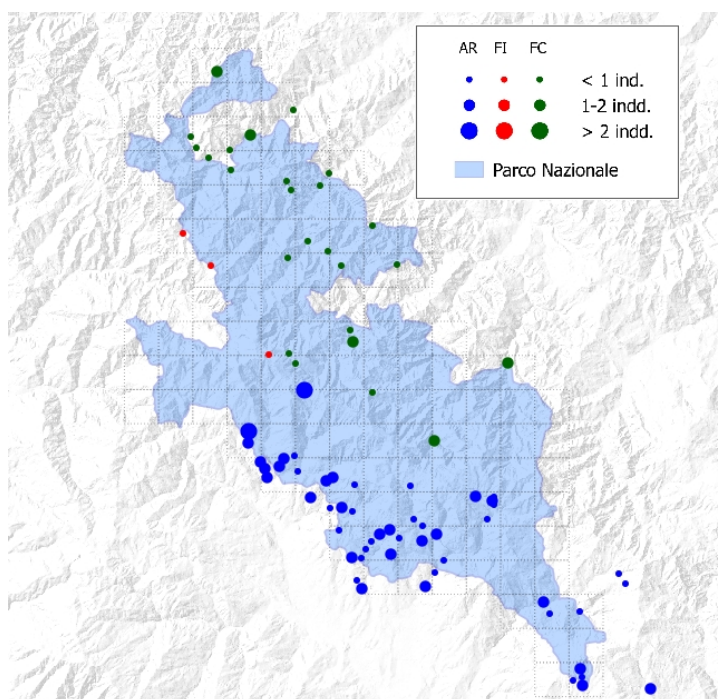 AR FI FC
< 1 ind.
1-2 indd.
> 2 indd.
Parco Nazionale